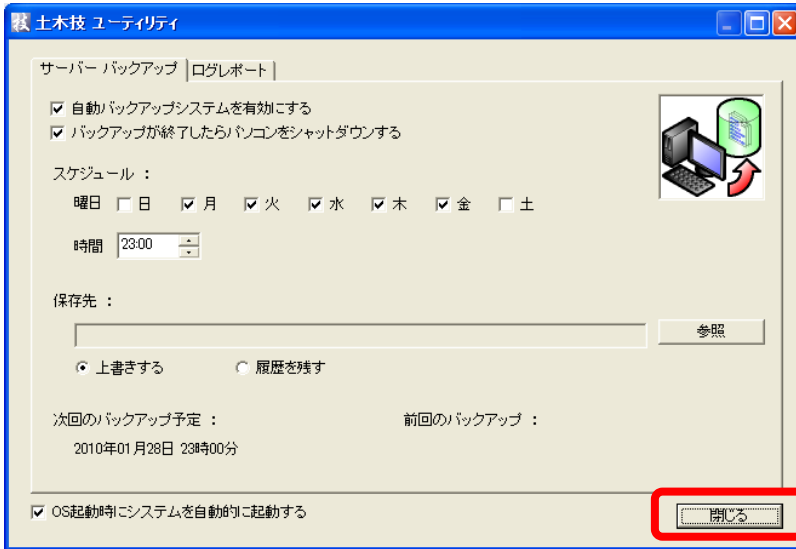 技 土木技 ユーティリティ
サーバー バックアップ ログレポート
自動バックアップシステムを有効にする
バックアップが終了したらパソコンをシャットダウンする
スケジュール :
曜日 日 月 火 水 木 金 土
時間 23:00
保存先 :
参照
上書きする 履歴を残す
次回のバックアップ予定 : 前回のバックアップ :
2010年01月28日 23時00分
OS起動時にシステムを自動的に起動する
閉じる